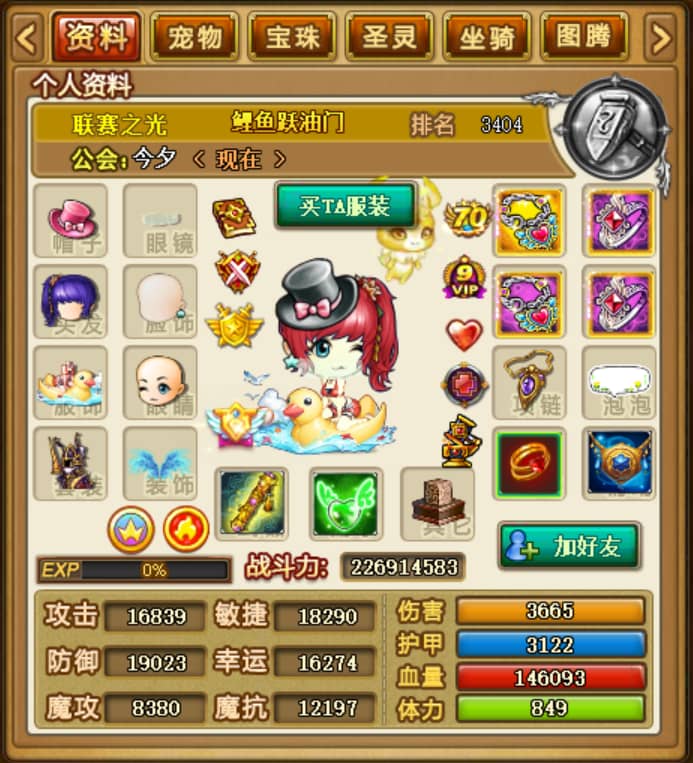 资料 宠物 宝珠 圣灵 坐骑 图腾
个人资料
联赛之光 鲤鱼跃油门 排名 3404
公会:今夕 < 现在 >
买TA服装
70
帽子 眼镜
9
VIP
头发 脸饰
服饰 眼睛 项链 泡泡
套装 装饰
其它
加好友
EXP 0% 战斗力: 226914583
攻击 16839 敏捷 18290 伤害 3665
防御 19023 幸运 16274 护甲 3122
血量 146093
魔攻 8380 魔抗 12197 体力 849